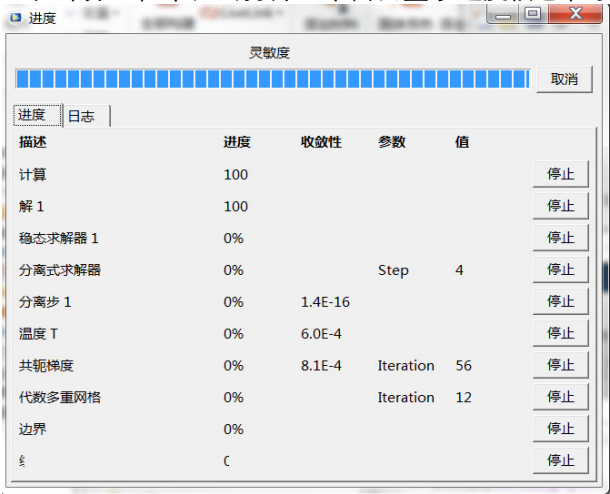 进度
灵敏度
取消
进度 日志
描述 进度 收敛性 参数 值
计算 100 停止
解 1 100 停止
稳态求解器 1 0% 停止
分离式求解器 0% Step 4 停止
分离步 1 0% 1.4E-16 停止
温度 T 0% 6.0E-4 停止
共轭梯度 0% 8.1E-4 Iteration 56 停止
代数多重网格 0% Iteration 12 停止
边界 0% 停止
停止